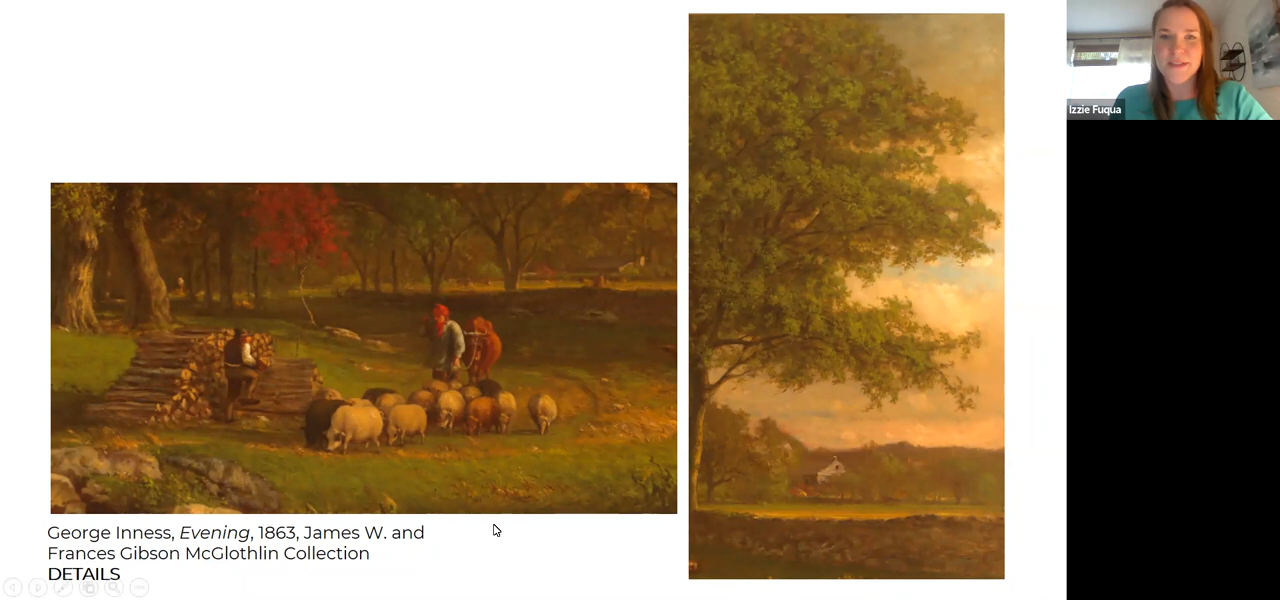 Izzie Fuqua
George Inness, Evening, 1863, James W. and
Frances Gibson McGlothlin Collection
DETAILS